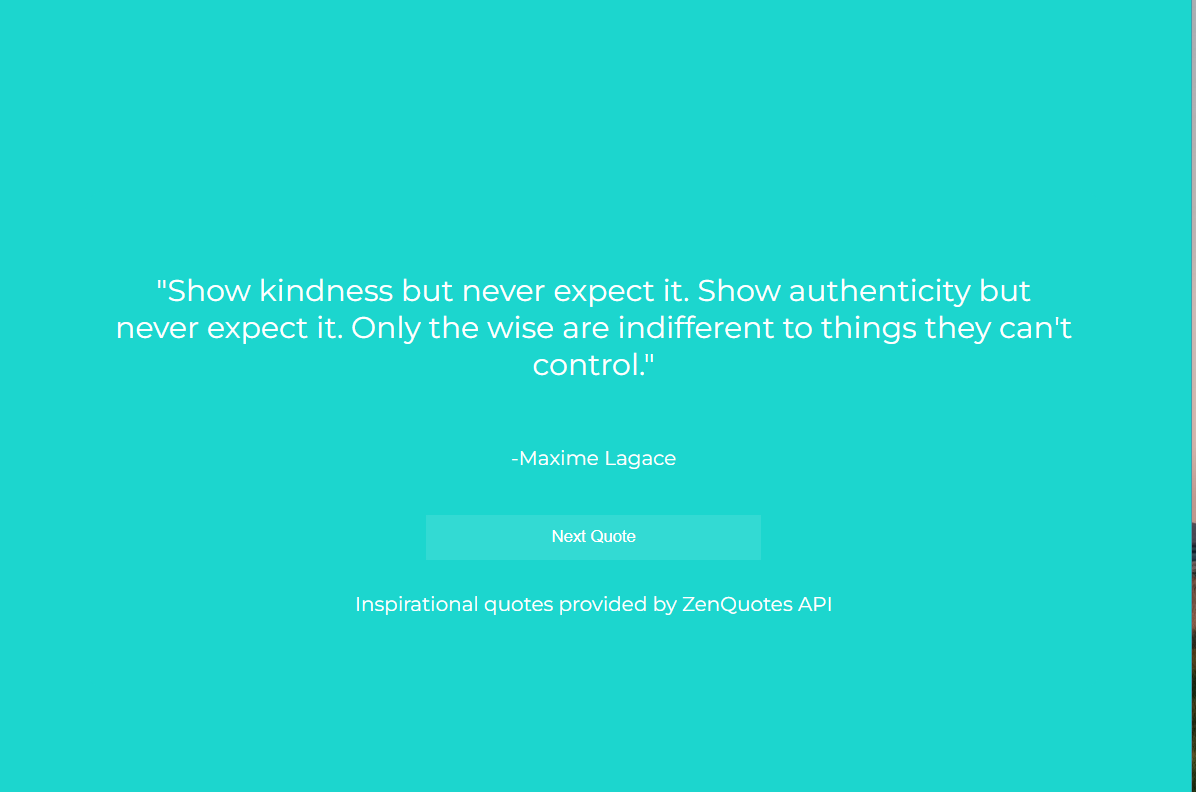 "Show kindness but never expect it. Show authenticity but
never expect it. Only the wise are indifferent to things they can't
control."
-Maxime Lagace
Next Quote
Inspirational quotes provided by ZenQuotes API